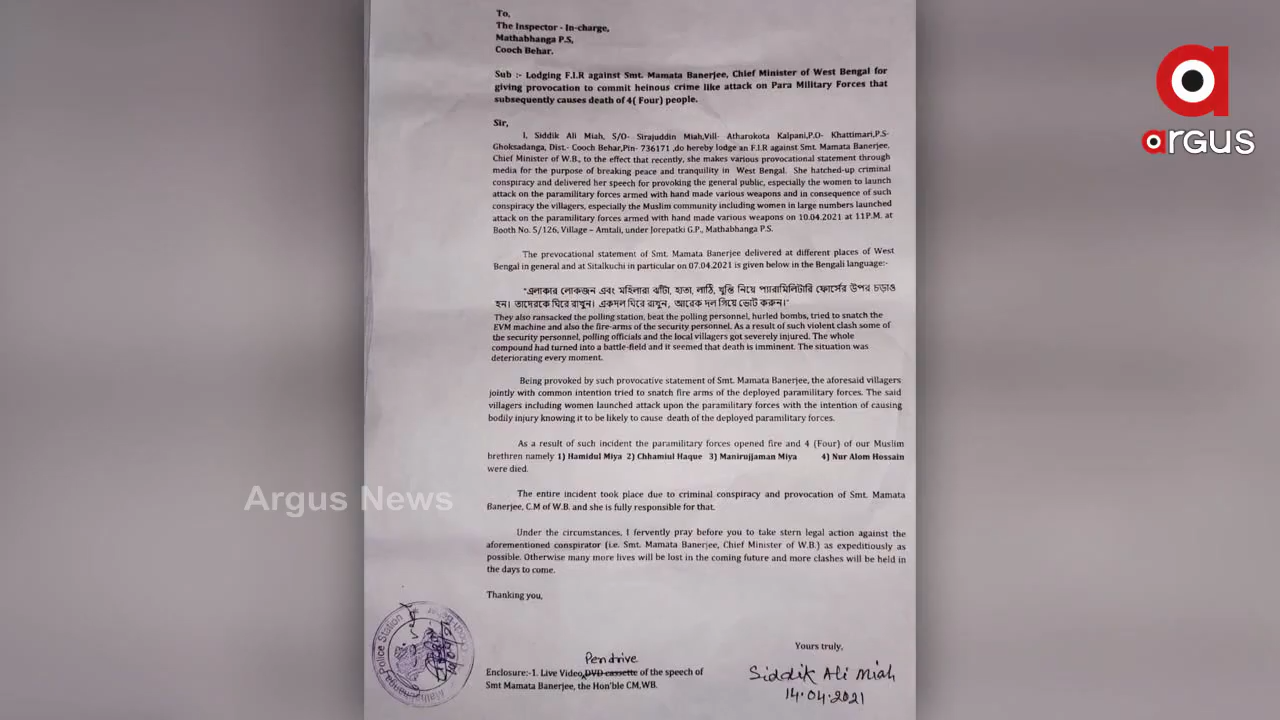 To,
The Inspector - In-charge,
Mathabhanga P.S,
Cooch Behar.
Sub :- Lodging F.I.R against Smt. Mamata Banerjee, Chief Minister of West Bengal for
giving provocation to commit heinous crime like attack on Para Military Forces that
subsequently causes death of 4( Four) people.
Sir,
I, Siddik Ali Miah, S/O- Sirajuddin Miah,Vill- Atharokota Kalpani,P.O- Khattimari,P.S-
Ghoksadanga, Dist.- Cooch Behar,Pin- 736171 ,do hereby lodge an F.I.R against Smt. Mamata Banerjee,
Chief Minister of W.B., to the effect that recently, she makes various provocational statement through
media for the purpose of breaking peace and tranquility in West Bengal. She hatched-up criminal
conspiracy and delivered her speech for provoking the general public, especially the women to launch
attack on the paramilitary forces armed with hand made various weapons and in consequence of such
conspiracy the villagers, especially the Muslim community including women in large numbers launched
attack on the paramilitary forces armed with hand made various weapons on 10.04.2021 at 11P.M. at
Booth No. 5/126, Village – Amtali, under Jorepatki G.P., Mathabhanga P.S.
The prevocational statement of Smt. Mamata Banerjee delivered at different places of West
Bengal in general and at Sitalkuchi in particular on 07.04.2021 is given below in the Bengali language:-
"এলাকার লোকজন এবং মহিলারা ঝাঁটা, হাতা, লাঠি, খুন্তি নিয়ে প্যারামিলিটারি ফোর্সের উপর চড়াও
হন। তাদেরকে ঘিরে রাখুন। একদল ঘিরে রাখুন, আরেক দল গিয়ে ভোট করুন।"
They also ransacked the polling station, beat the polling personnel, hurled bombs, tried to snatch the
EVM machine and also the fire-arms of the security personnel. As a result of such violent clash some of
the security personnel, polling officials and the local villagers got severely injured. The whole
compound had turned into a battle-field and it seemed that death is imminent. The situation was
deteriorating every moment.
Being provoked by such provocative statement of Smt. Mamata Banerjee, the aforesaid villagers
jointly with common intention tried to snatch fire arms of the deployed paramilitary forces. The said
villagers including women launched attack upon the paramilitary forces with the intention of causing
bodily injury knowing it to be likely to cause death of the deployed paramilitary forces.
As a result of such incident the paramilitary forces opened fire and 4 (Four) of our Muslim
brethren namely 1) Hamidul Miya 2) Chhamiul Haque 3) Manirujjaman Miya 4) Nur Alom Hossain
were died.
The entire incident took place due to criminal conspiracy and provocation of Smt. Mamata
Banerjee, C.M of W.B. and she is fully responsible for that.
Under the circumstances, I fervently pray before you to take stern legal action against the
aforementioned conspirator (i.e. Smt. Mamata Banerjee, Chief Minister of W.B.) as expeditiously as
possible. Otherwise many more lives will be lost in the coming future and more clashes will be held in
the days to come.
Thanking you,
Yours truly,
Siddik Ali Miah
14.04.2021
Pendrive
Enclosure:-1. Live Video, DVD cassette of the speech of
Smt Mamata Banerjee, the Hon'ble CM,WB.
Mathabhanga Police Station
Argus News
argus